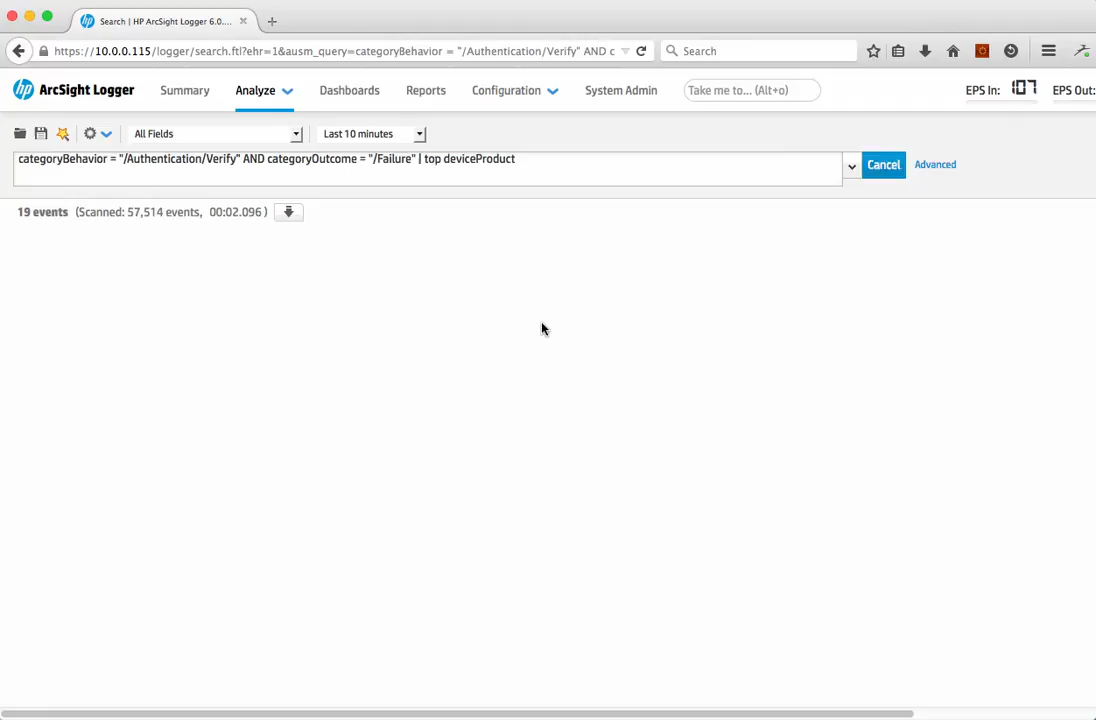 Search | HP ArcSight Logger 6.0....
https://10.0.0.115/logger/search.ftl?ehr=1&ausm_query=categoryBehavior = "/Authentication/Verify" AND c
Search
hp ArcSight Logger Summary Analyze Dashboards Reports Configuration System Admin Take me to... (Alt+o) EPS In: 107 EPS Out:
All Fields Last 10 minutes
categoryBehavior = "/Authentication/Verify" AND categoryOutcome = "/Failure" | top deviceProduct
Cancel Advanced
19 events (Scanned: 57,514 events, 00:02.096 )